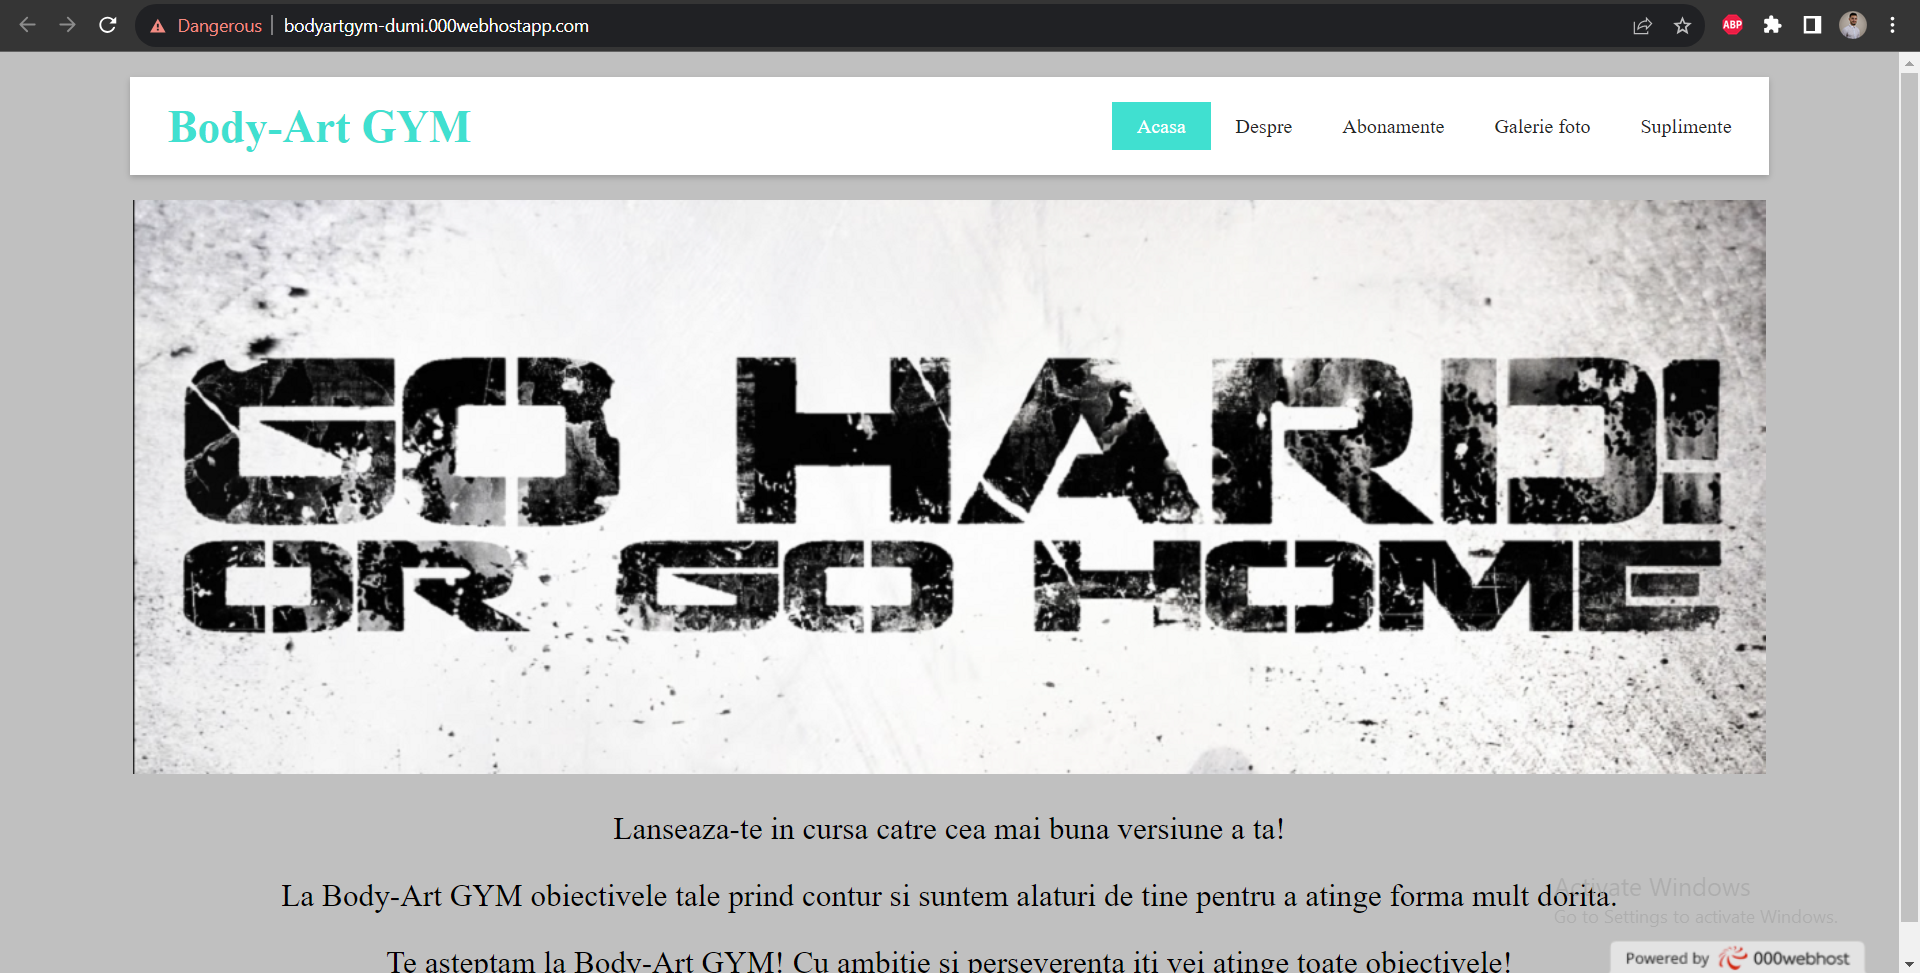 Dangerous | bodyartgym-dumi.000webhostapp.com
ABP
Body-Art GYM
Acasa Despre Abonamente Galerie foto Suplimente
GO HARD!
OR GO HOME
Lanseaza-te in cursa catre cea mai buna versiune a ta!
La Body-Art GYM obiectivele tale prind contur si suntem alaturi de tine pentru a atinge forma mult dorita.
Activate Windows
Go to Settings to activate Windows.
Te asteptam la Body-Art GYM! Cu ambitie si perseverenta iti vei atinge toate obiectivele!
Powered by 000webhost